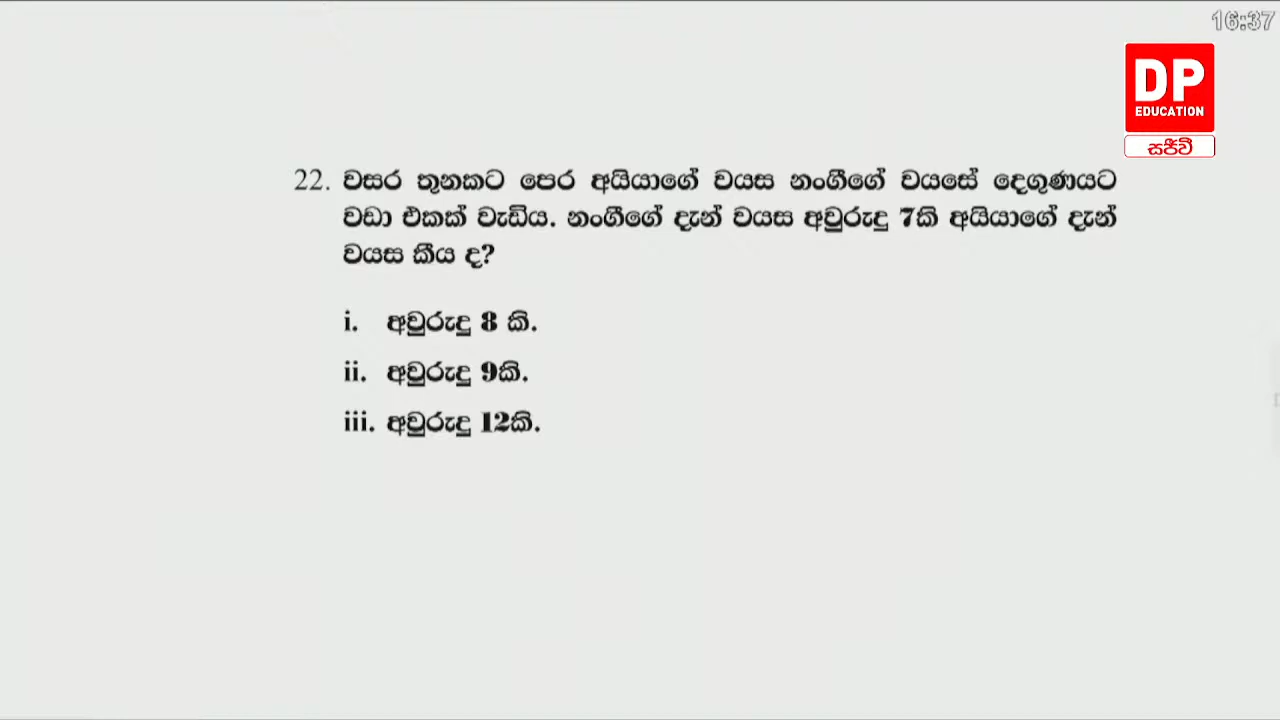 16:37
DP
EDUCATION
සජීවී
22. වසර තුනකට පෙර අයියාගේ වයස නංගීගේ වයසේ දෙගුණයට
වඩා එකක් වැඩිය. නංගීගේ දැන් වයස අවුරුදු 7කි අයියාගේ දැන්
වයස කීය ද?
i. අවුරුදු 8 කි.
ii. අවුරුදු 9කි.
iii. අවුරුදු 12කි.